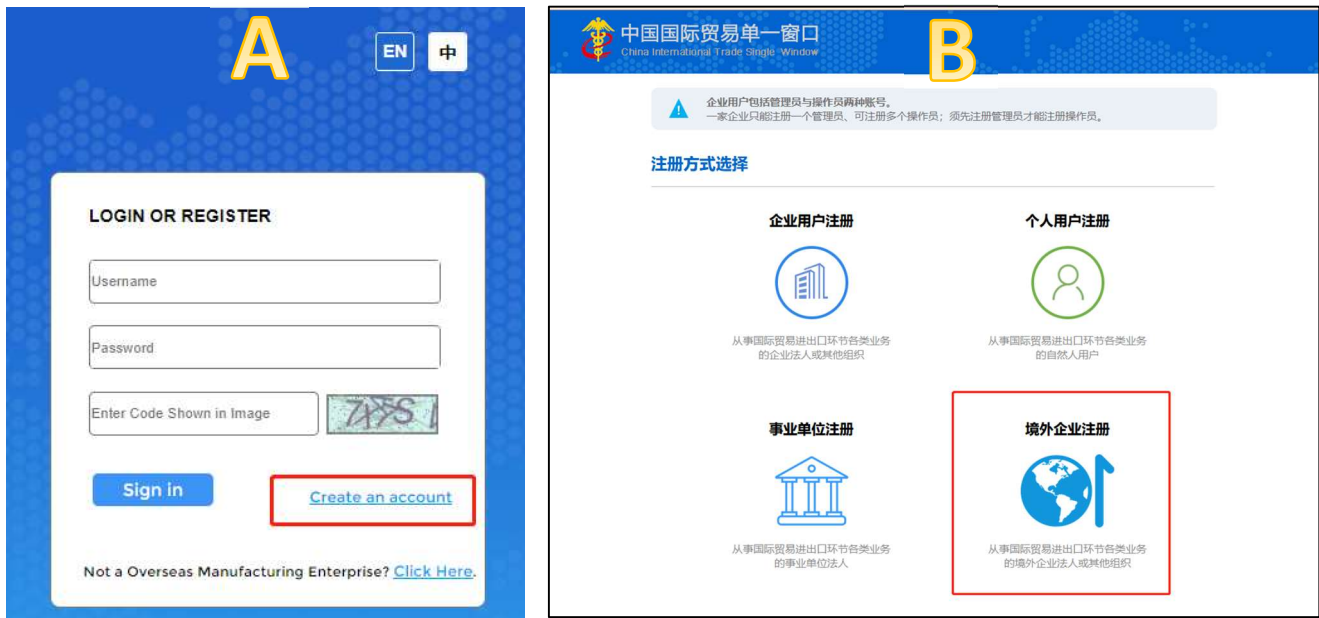 A
EN
中
LOGIN OR REGISTER
Username
Password
Enter Code Shown in Image
Sign in
Create an account
Not a Overseas Manufacturing Enterprise? Click Here.
B
中国国际贸易单一窗口
China International Trade Single Window
企业用户包括管理员与操作员两种账号。
一家企业只能注册一个管理员、可注册多个操作员；须先注册管理员才能注册操作员。
注册方式选择
企业用户注册
从事国际贸易进出口环节各类业务
的企业法人或其他组织
个人用户注册
从事国际贸易进出口环节各类业务
的自然人用户
事业单位注册
从事国际贸易进出口环节各类业务
的事业单位法人
境外企业注册
从事国际贸易进出口环节各类业务
的境外企业法人或其他组织